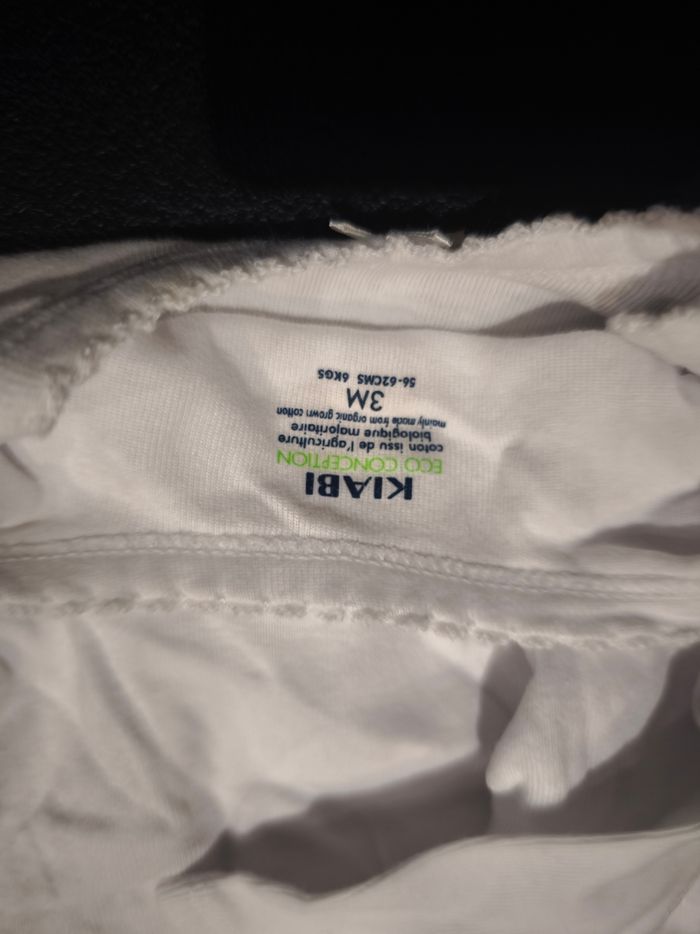 KIABI
ECO CONCEPTION
coton issu de l'agriculture
biologique majoritaire
mainly made from organic grown cotton
3M
56-62CMS 6KGS